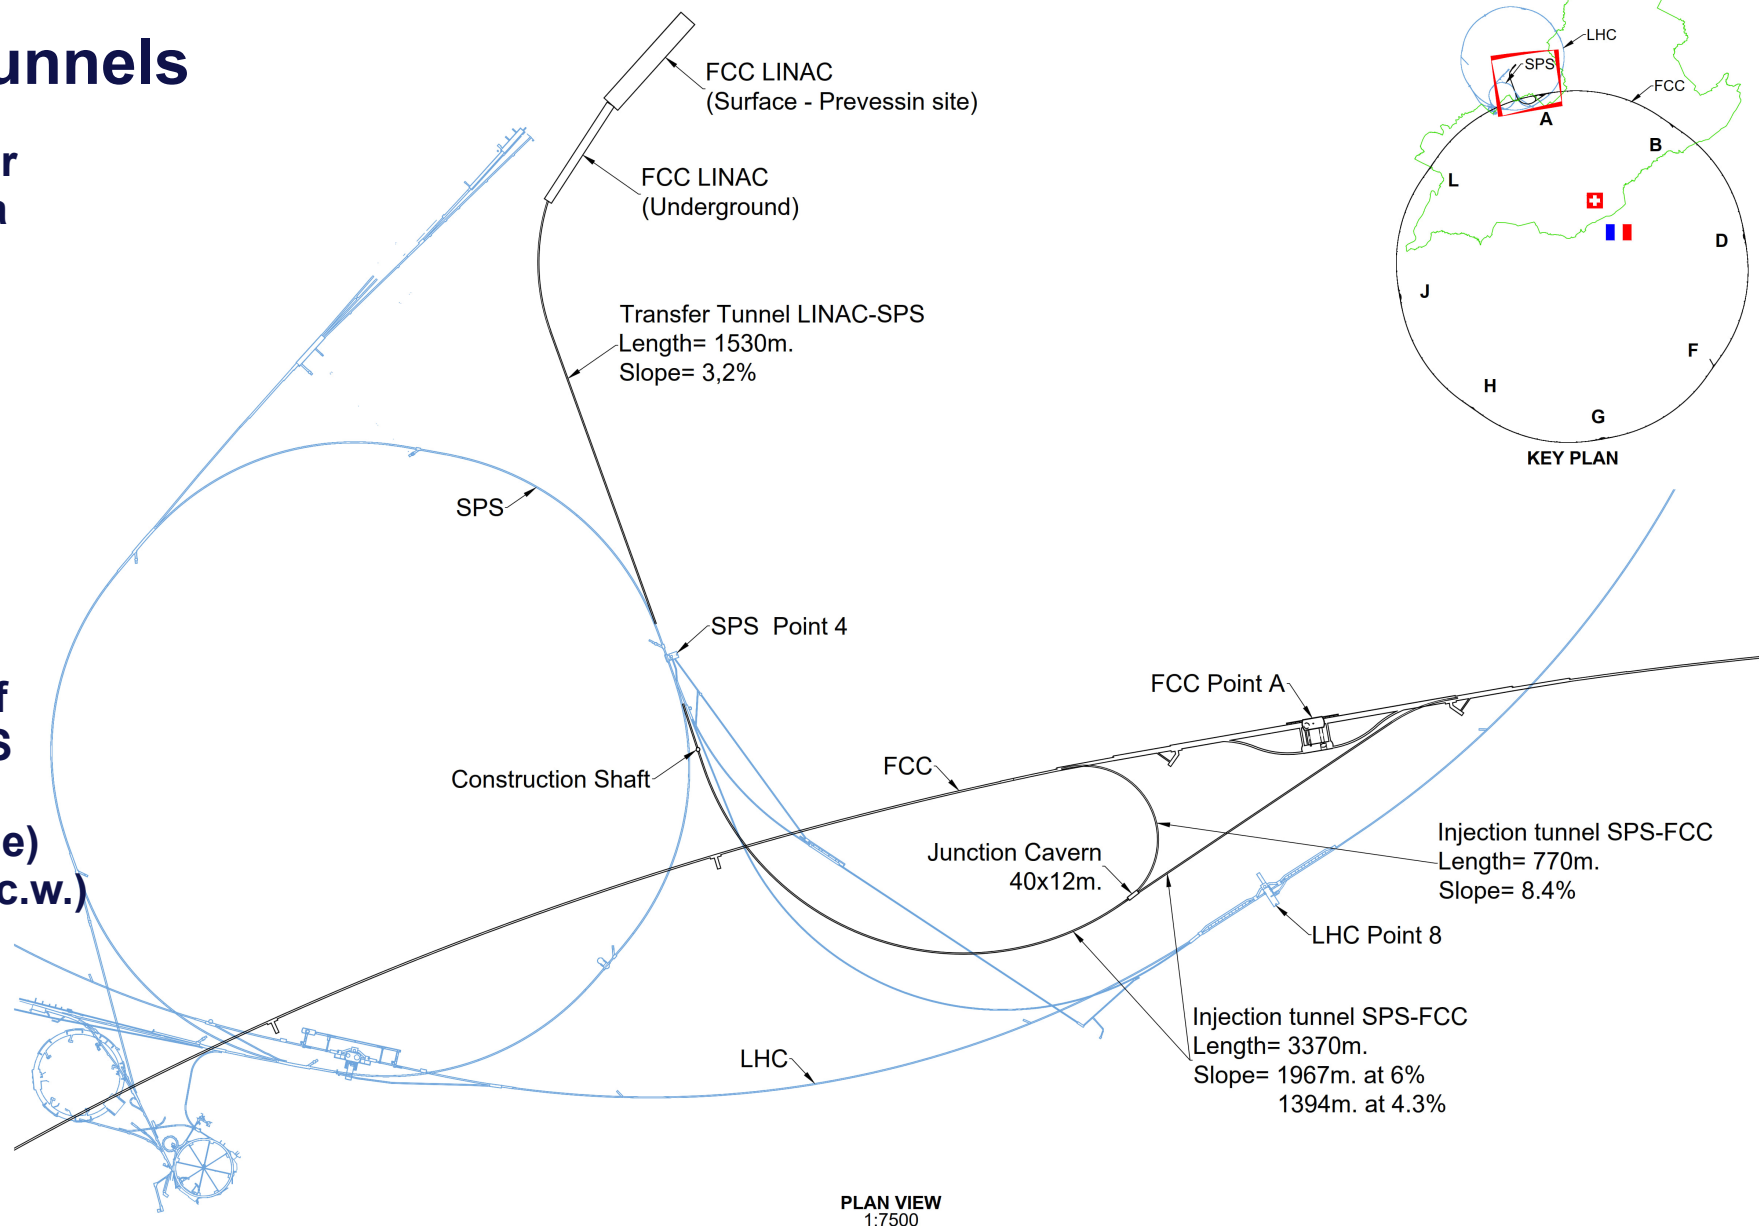 unnels
r
a
f
S
e)
c.w.)
FCC LINAC
(Surface - Prevessin site)
FCC LINAC
(Underground)
Transfer Tunnel LINAC-SPS
Length= 1530m.
Slope= 3,2%
SPS
SPS Point 4
Construction Shaft
FCC
FCC Point A
Junction Cavern
40x12m.
Injection tunnel SPS-FCC
Length= 770m.
Slope= 8.4%
LHC Point 8
Injection tunnel SPS-FCC
Length= 3370m.
Slope= 1967m. at 6%
1394m. at 4.3%
LHC
PLAN VIEW
1:7500
LHC
SPS
FCC
A
B
L
D
J
F
H
G
KEY PLAN